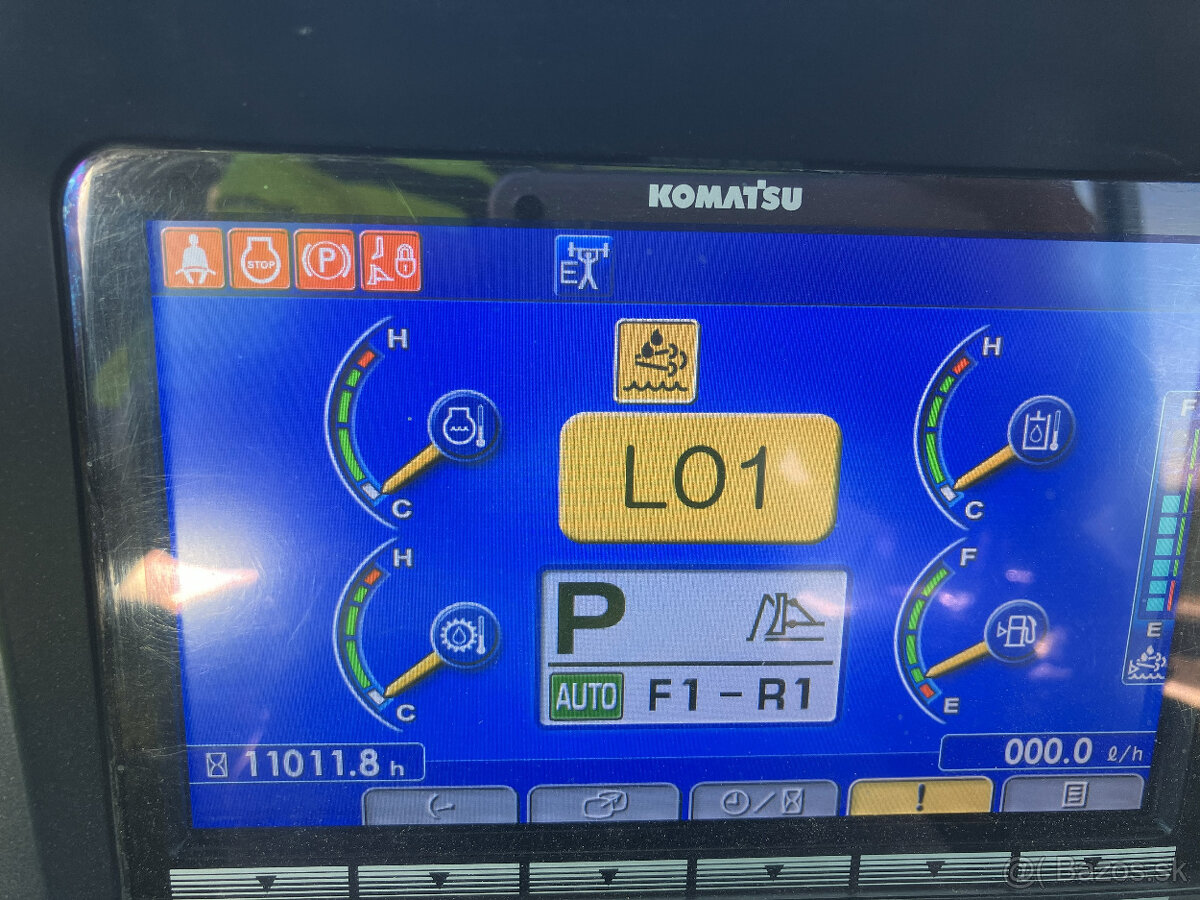 KOMATSU
STOP
P
E
H
H
F
L01
C
C
H
F
E
P
AUTO F1 - R1
C
E
11011.8 h
000.0 ℓ/h
!
@( Bazos.sk